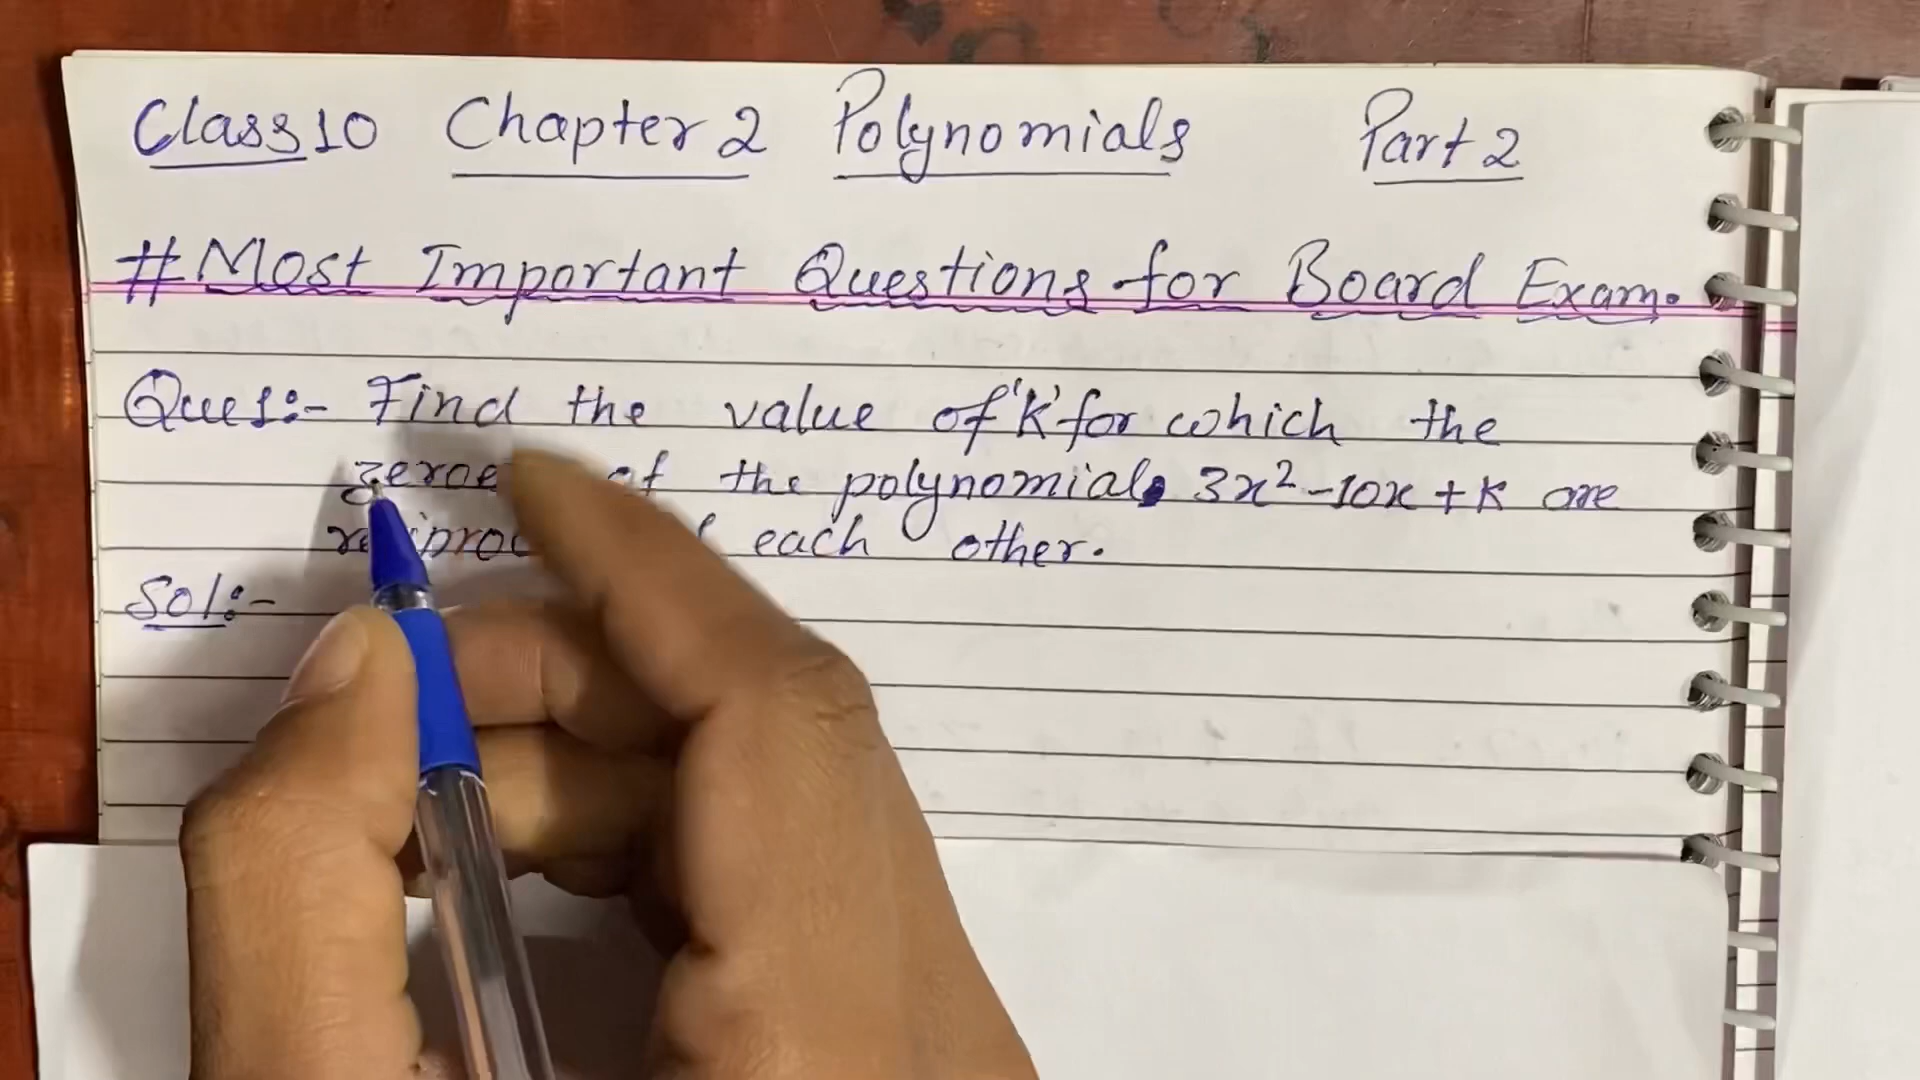 Class 10 Chapter 2 Polynomials Part 2
# Most Important Questions for Board Exam.
Ques1:- Find the value of 'K' for which the
of the polynomial 3x²-10x+k are
each other.
Sol:-